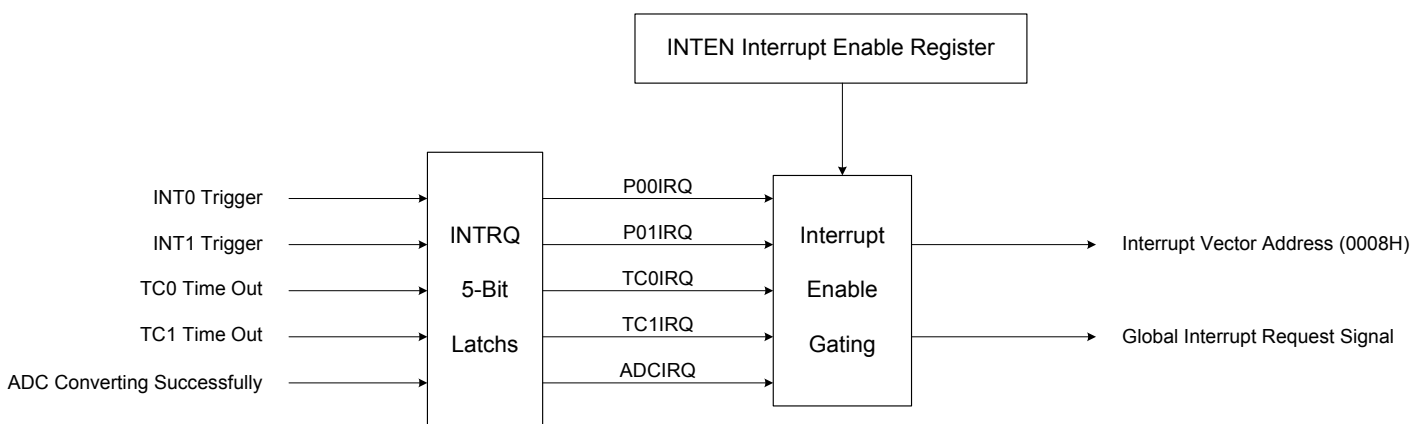 INTEN Interrupt Enable Register
INT0 Trigger
INT1 Trigger
TC0 Time Out
TC1 Time Out
ADC Converting Successfully
INTRQ
5-Bit
Latchs
P00IRQ
P01IRQ
TC0IRQ
TC1IRQ
ADCIRQ
Interrupt
Enable
Gating
Interrupt Vector Address (0008H)
Global Interrupt Request Signal